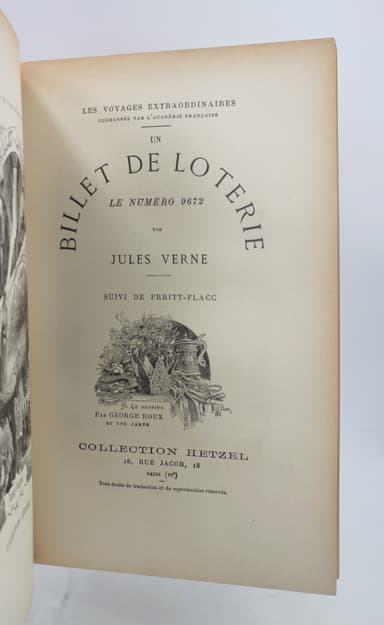 LES VOYAGES EXTRAORDINAIRES
COURONNÉS PAR L'ACADÉMIE FRANÇAISE
UN
BILLET DE LOTERIE
LE NUMÉRO 9672
PAR
JULES VERNE
SUIVI DE FRRITT-FLACC
DESSINS
PAR GEORGE ROUX
ET UNE CARTE
COLLECTION HETZEL
18, RUE JACOB, 18
PARIS (VIe)
Tous droits de traduction et de reproduction réservés.